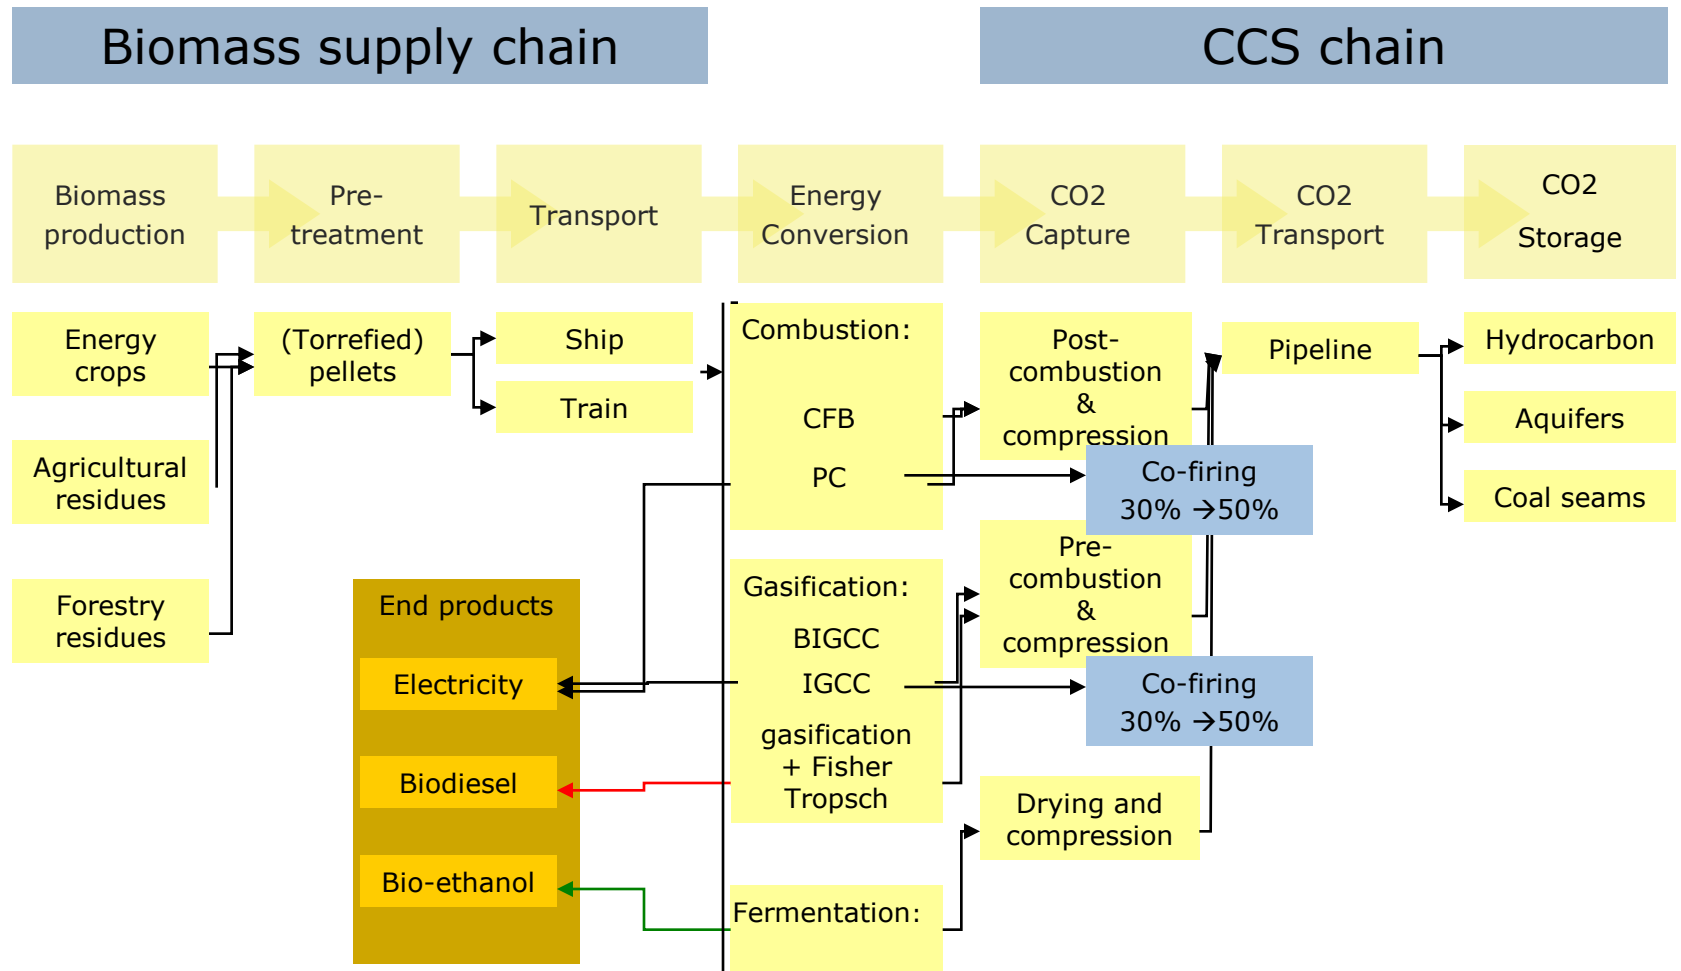 Biomass supply chain
CCS chain
Biomass
production
Pre-
treatment
Transport
Energy
Conversion
CO2
Capture
CO2
Transport
CO2
Storage
Energy
crops
Agricultural
residues
Forestry
residues
(Torrefied)
pellets
Ship
Train
End products
Electricity
Biodiesel
Bio-ethanol
Combustion:
CFB
PC
Gasification:
BIGCC
IGCC
gasification
+ Fisher
Tropsch
Fermentation:
Post-
combustion
&
compression
Co-firing
30% →50%
Pre-
combustion
&
compression
Co-firing
30% →50%
Drying and
compression
Pipeline
Hydrocarbon
Aquifers
Coal seams